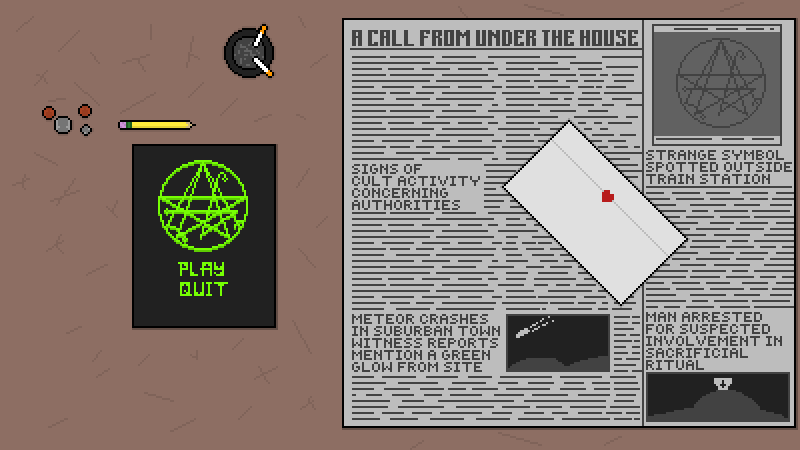 A CALL FROM UNDER THE HOUSE
SIGNS OF
CULT ACTIVITY
CONCERNING
AUTHORITIES
METEOR CRASHES
IN SUBURBAN TOWN
WITNESS REPORTS
MENTION A GREEN
GLOW FROM SITE
STRANGE SYMBOL
SPOTTED OUTSIDE
TRAIN STATION
MAN ARRESTED
FOR SUSPECTED
INVOLVEMENT IN
SACRIFICIAL
RITUAL
PLAY
QUIT